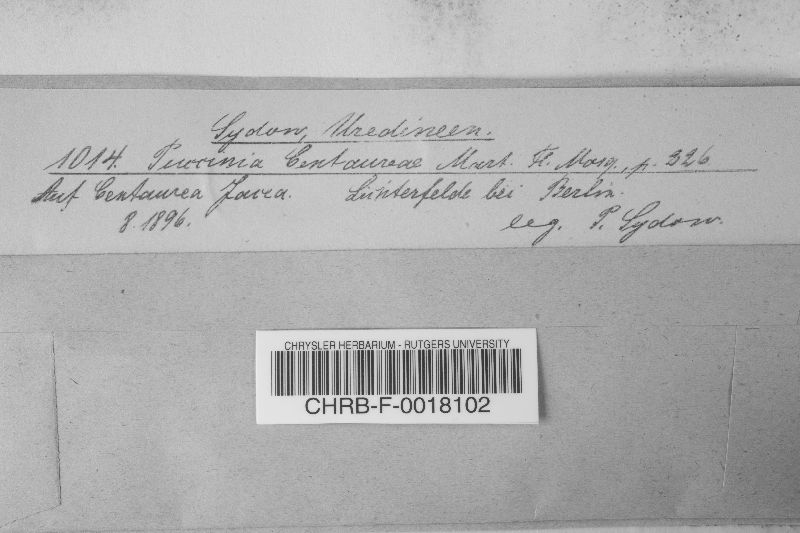 Sydow, Uredineen.
1014. Puccinia Centaureae Mart. Fl. Mosq., p. 326
Auf Centaurea Jacea. Lichterfelde bei Berlin.
8. 1896. leg. P. Sydow.
CHRYSLER HERBARIUM - RUTGERS UNIVERSITY
CHRB-F-0018102